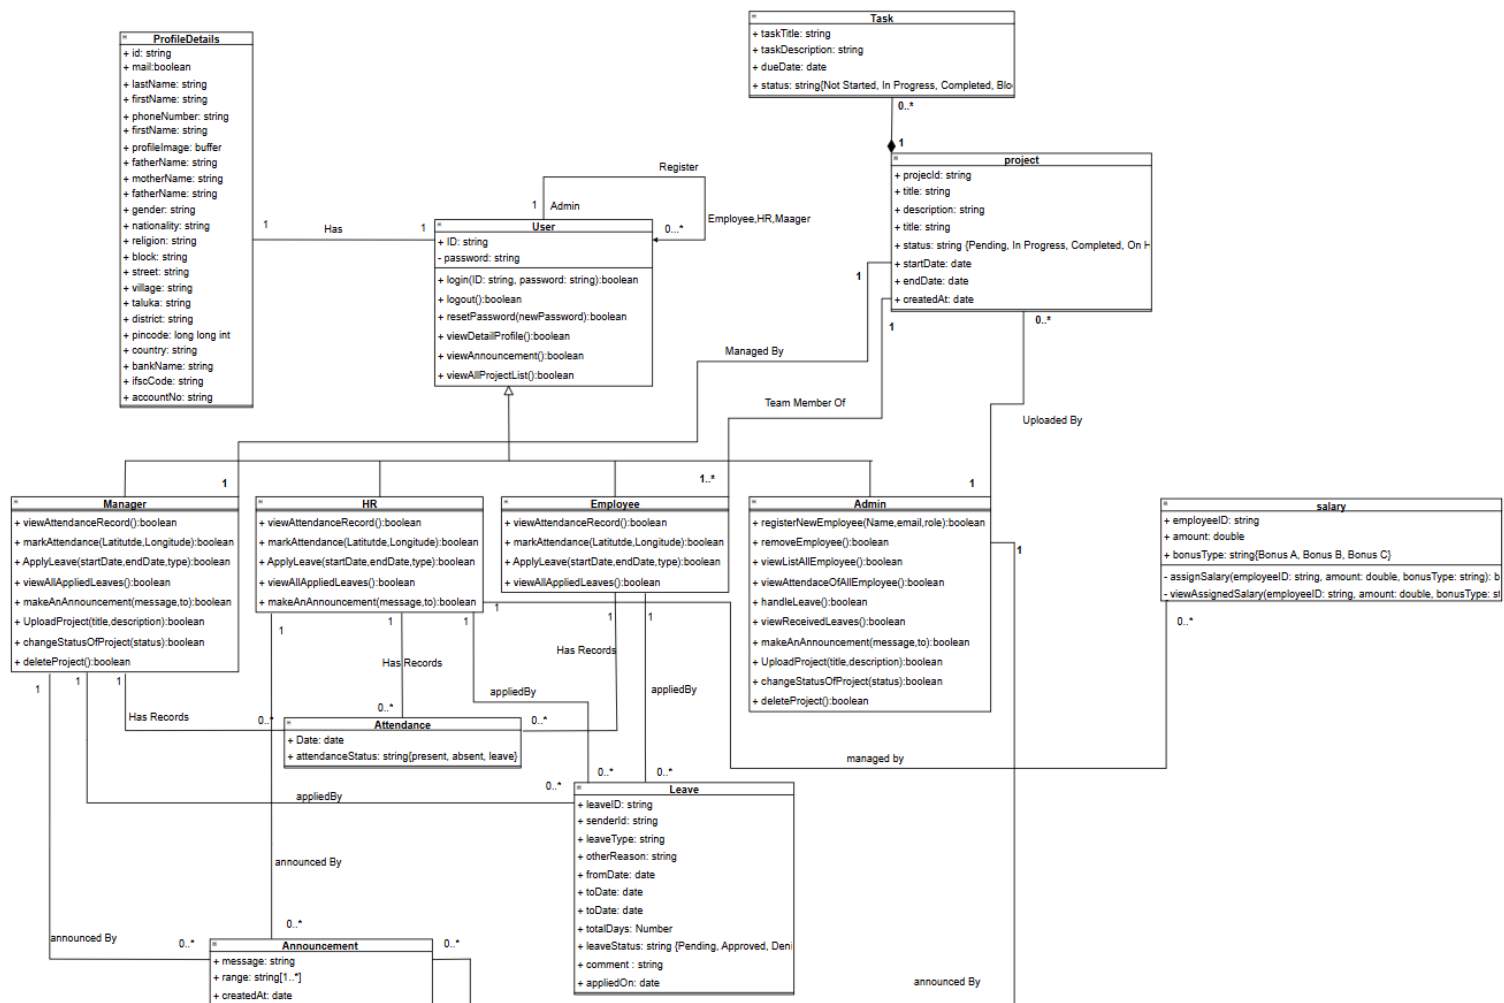 Task
+ taskTitle: string
+ taskDescription: string
+ dueDate: date
+ status: string{Not Started, In Progress, Completed, Blo
0..*
1
ProfileDetails
+ id: string
+ mail:boolean
+ lastName: string
+ firstName: string
+ phoneNumber: string
+ firstName: string
+ profileImage: buffer
+ fatherName: string
+ motherName: string
+ fatherName: string
+ gender: string
+ nationality: string
+ religion: string
+ block: string
+ street: string
+ village: string
+ taluka: string
+ district: string
+ pincode: long long int
+ country: string
+ bankName: string
+ ifscCode: string
+ accountNo: string
1
Has
1
Register
1
Admin
0...*
Employee,HR,Maager
User
+ ID: string
- password: string
+ login(ID: string, password: string):boolean
+ logout():boolean
+ resetPassword(newPassword):boolean
+ viewDetailProfile():boolean
+ viewAnnouncement():boolean
+ viewAllProjectList():boolean
project
+ projecId: string
+ title: string
+ description: string
+ title: string
+ status: string {Pending, In Progress, Completed, On H
+ startDate: date
+ endDate: date
+ createdAt: date
1
1
0..*
Managed By
Team Member Of
Uploaded By
1
1..*
1
Manager
+ viewAttendanceRecord():boolean
+ markAttendance(Latitutde,Longitude):boolean
+ ApplyLeave(startDate,endDate,type):boolean
+ viewAllAppliedLeaves():boolean
+ makeAnAnnouncement(message,to):boolean
+ UploadProject(title,description):boolean
+ changeStatusOfProject(status):boolean
+ deleteProject():boolean
HR
+ viewAttendanceRecord():boolean
+ markAttendance(Latitutde,Longitude):boolean
+ ApplyLeave(startDate,endDate,type):boolean
+ viewAllAppliedLeaves():boolean
+ makeAnAnnouncement(message,to):boolean
Employee
+ viewAttendanceRecord():boolean
+ markAttendance(Latitutde,Longitude):boolean
+ ApplyLeave(startDate,endDate,type):boolean
+ viewAllAppliedLeaves():boolean
Admin
+ registerNewEmployee(Name,email,role):boolean
+ removeEmployee():boolean
+ viewListAllEmployee():boolean
+ viewAttendaceOfAllEmployee():boolean
+ handleLeave():boolean
+ viewReceivedLeaves():boolean
+ makeAnAnnouncement(message,to):boolean
+ UploadProject(title,description):boolean
+ changeStatusOfProject(status):boolean
+ deleteProject():boolean
1
salary
+ employeeID: string
+ amount: double
+ bonusType: string{Bonus A, Bonus B, Bonus C}
- assignSalary(employeeID: string, amount: double, bonusType: string): b
- viewAssignedSalary(employeeID: string, amount: double, bonusType: st
0..*
1
1
1
1
1
1
Has Records
Has Records
appliedBy
appliedBy
1
1
1
Has Records
0..*
0..*
0..*
Attendance
+ Date: date
+ attendanceStatus: string{present, absent, leave}
managed by
0..*
0..*
0..*
appliedBy
Leave
+ leaveID: string
+ senderId: string
+ leaveType: string
+ otherReason: string
+ fromDate: date
+ toDate: date
+ toDate: date
+ totalDays: Number
+ leaveStatus: string {Pending, Approved, Deni
+ comment : string
+ appliedOn: date
announced By
0..*
announced By
0..*
0..*
Announcement
+ message: string
+ range: string[1..*]
+ createdAt: date
announced By